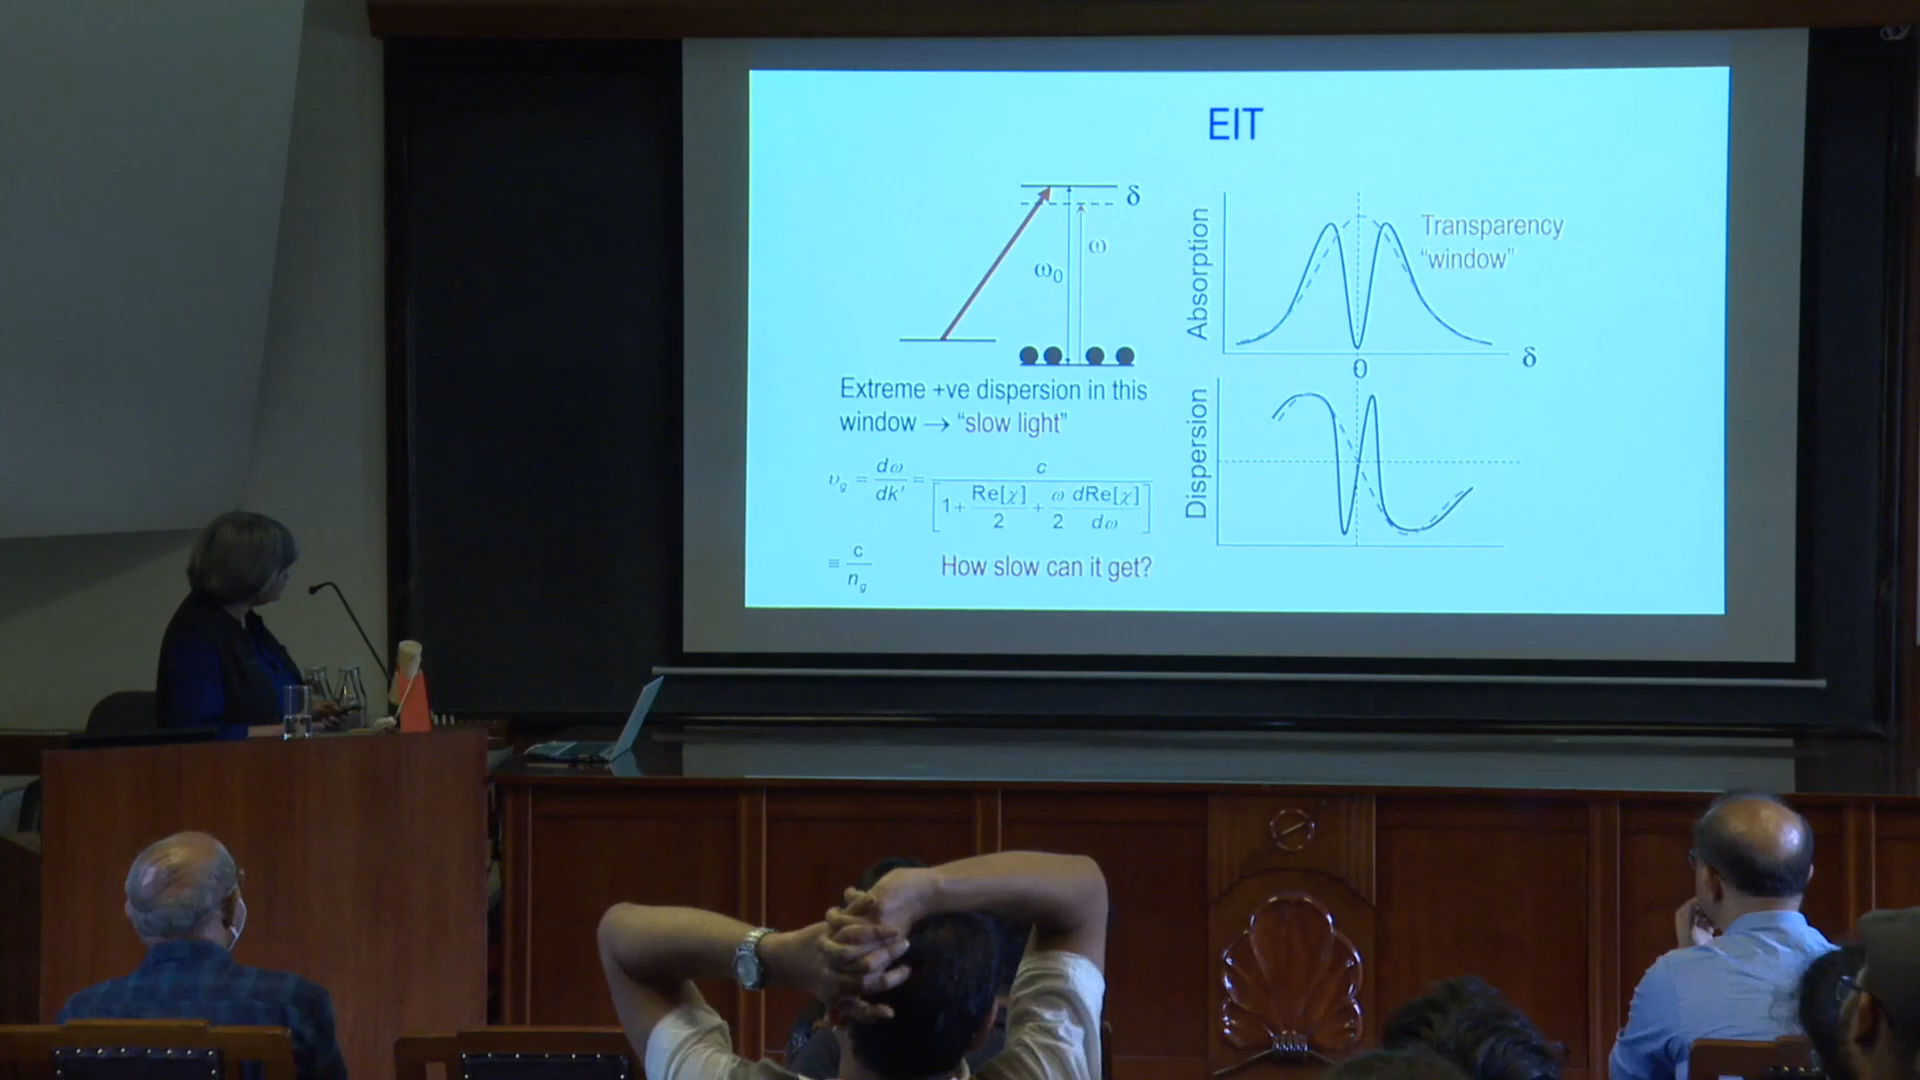 EIT
δ
ω
ω₀
Extreme +ve dispersion in this
window → “slow light”
υg = dω/dk' = c/[1+ Re[χ]/2 + ω/2 dRe[χ]/dω]
≡ c/ng
How slow can it get?
Absorption
Transparency
“window”
0
δ
Dispersion